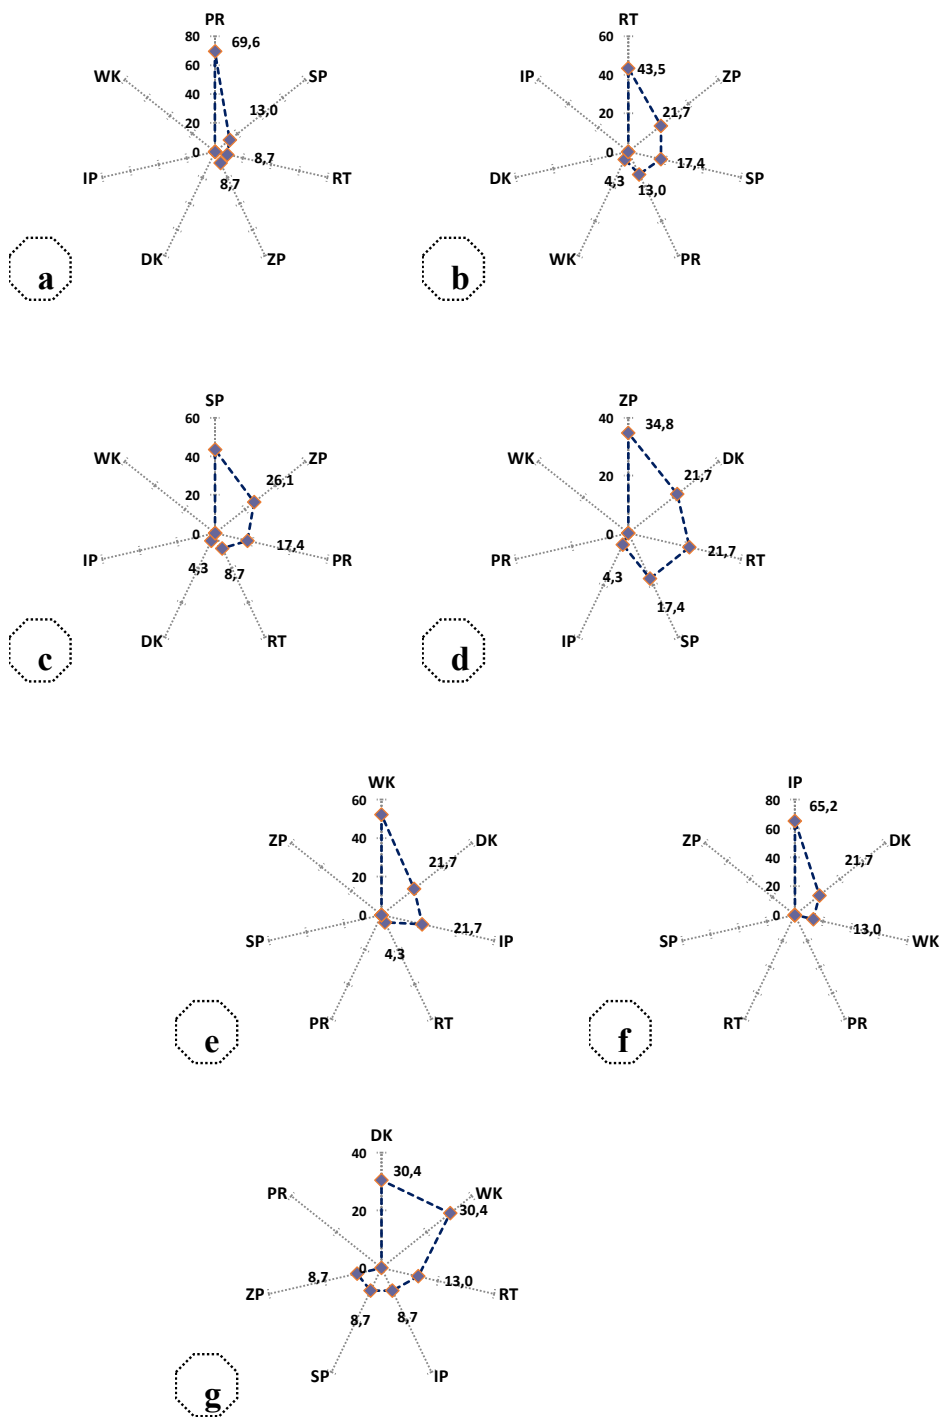 PR
80
69,6
60
WK
SP
40
13,0
20
0
8,7
IP
RT
8,7
DK
ZP
a
RT
60
IP
43,5
ZP
40
20
21,7
0
17,4
DK
SP
4,3
13,0
WK
PR
b
SP
60
WK
ZP
40
26,1
20
0
17,4
IP
PR
4,3
8,7
DK
RT
c
ZP
40
34,8
WK
DK
20
21,7
0
21,7
PR
RT
4,3
17,4
IP
SP
d
WK
60
ZP
DK
40
21,7
20
0
21,7
SP
IP
4,3
PR
RT
e
IP
80
65,2
60
ZP
DK
40
21,7
20
0
13,0
SP
WK
RT
PR
f
DK
40
30,4
PR
WK
20
30,4
0
8,7
13,0
ZP
RT
8,7
8,7
SP
IP
g